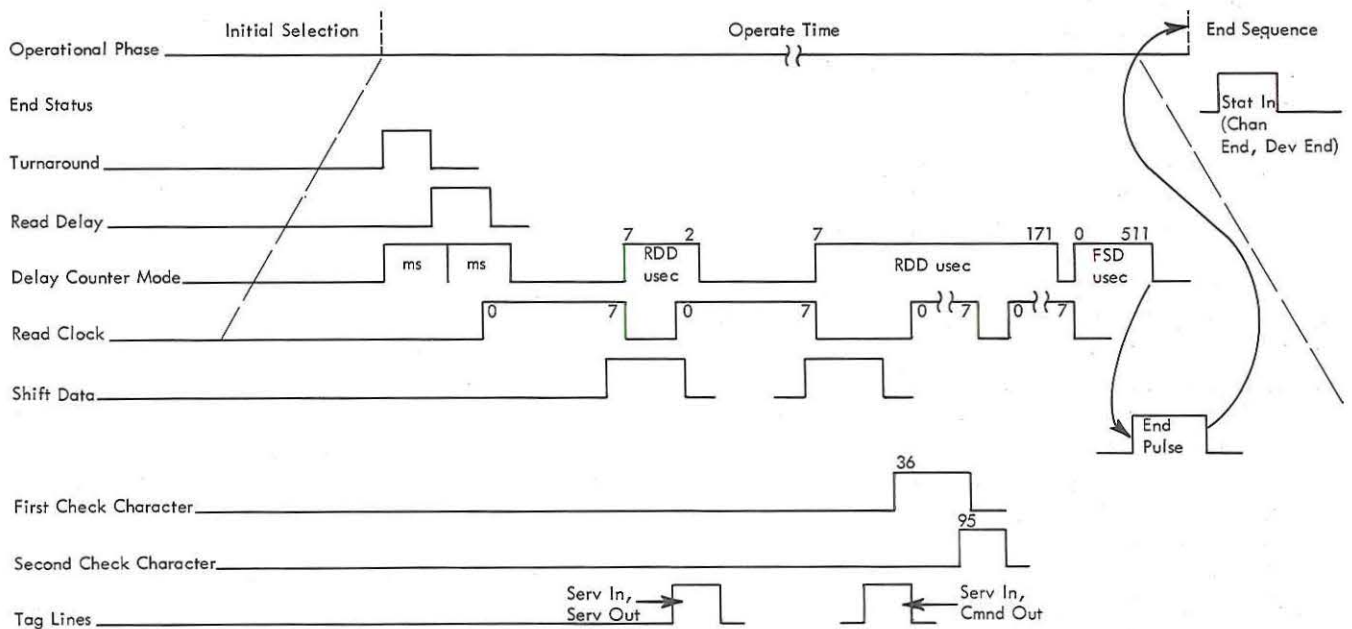 Initial Selection
Operate Time
End Sequence
Operational Phase
End Status
Stat In
(Chan
End, Dev End)
Turnaround
Read Delay
7 2 7 171 0 511
Delay Counter Mode
ms ms
RDD
usec
RDD usec
FSD
usec
Read Clock
0 7 0 7 0 7 0 7
Shift Data
End
Pulse
36
First Check Character
95
Second Check Character
Tag Lines
Serv In,
Serv Out
Serv In,
Cmnd Out